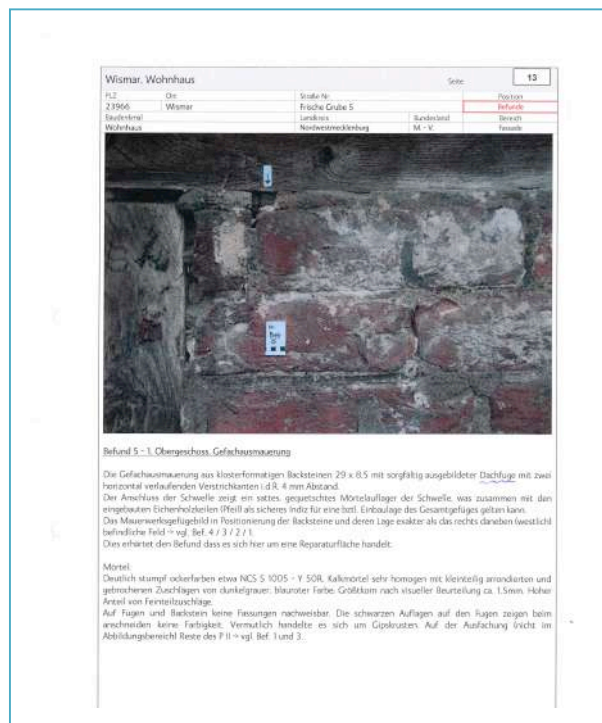 Wismar. Wohnhaus Seite 13
PLZ Ort Straße Nr. Position
23966 Wismar Frische Grube 5 Befunde
Baudenkmal Landkreis Bundesland Bereich
Wohnhaus Nordwestmecklenburg M. - V. Fassade
Bef.
5
Befund 5 - 1. Obergeschoss. Gefachausmauerung
Die Gefachausmauerung aus klosterformatigen Backsteinen 29 x 8,5 mit sorgfältig ausgebildeter Dachfuge mit zwei
horizontal verlaufenden Verstrichkanten i.d.R. 4 mm Abstand.
Der Anschluss der Schwelle zeigt ein sattes, gequetschtes Mörtelauflager der Schwelle, was zusammen mit den
eingebauten Eichenholzkeilen (Pfeil) als sicheres Indiz für eine bztl. Einbaulage des Gesamtgefüges gelten kann.
Das Mauerwerksgefügebild in Positionierung der Backsteine und deren Lage exakter als das rechts daneben (westlich)
befindliche Feld → vgl. Bef. 4 / 3 / 2 / 1.
Dies erhärtet den Befund dass es sich hier um eine Reparaturfläche handelt.
Mörtel:
Deutlich stumpf ockerfarben etwa NCS S 1005 - Y 50R. Kalkmörtel sehr homogen mit kleinteilig arrondierten und
gebrochenen Zuschlägen von dunkelgrauer, blauroter Farbe. Größtkorn nach visueller Beurteilung ca. 1,5mm. Hoher
Anteil von Feinteilzuschläge.
Auf Fugen und Backstein keine Fassungen nachweisbar. Die schwarzen Auflagen auf den Fugen zeigen beim
anschneiden keine Farbigkeit. Vermutlich handelte es sich um Gipskrusten. Auf der Ausfachung (nicht im
Abbildungsbereich) Reste des P II → vgl. Bef. 1 und 3.